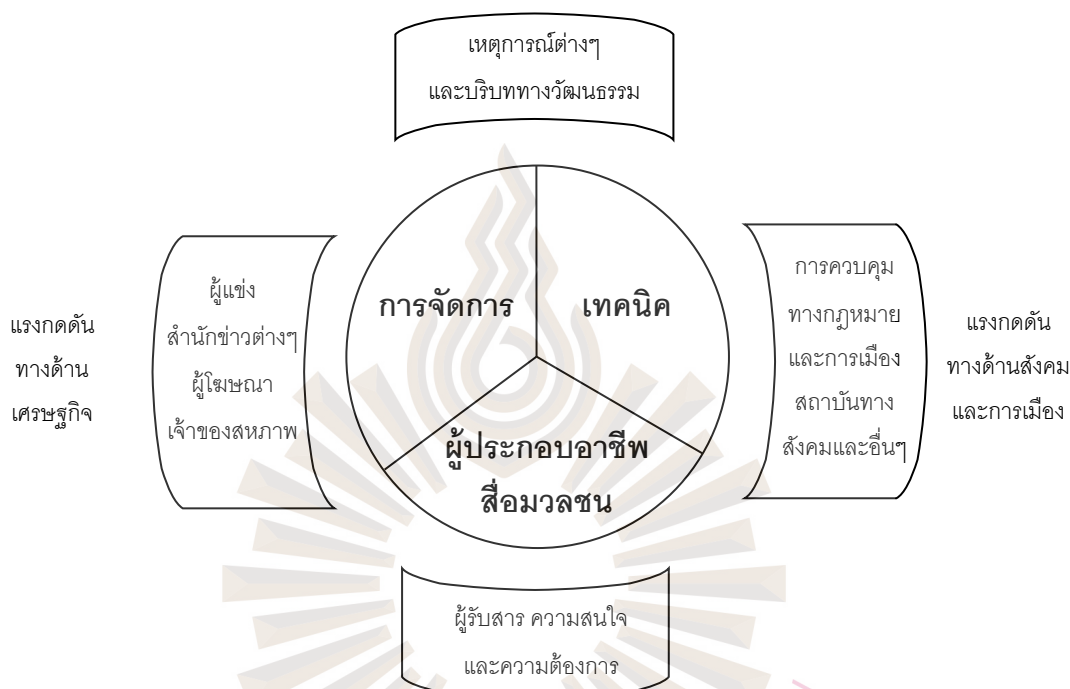 เหตุการณ์ต่างๆ
และบริบททางวัฒนธรรม
แรงกดดัน
ทางด้าน
เศรษฐกิจ
ผู้แข่ง
สำนักข่าวต่างๆ
ผู้โฆษณา
เจ้าของสหภาพ
การจัดการ
เทคนิค
ผู้ประกอบอาชีพ
สื่อมวลชน
การควบคุม
ทางกฎหมาย
และการเมือง
สถาบันทาง
สังคมและอื่นๆ
แรงกดดัน
ทางด้านสังคม
และการเมือง
ผู้รับสาร ความสนใจ
และความต้องการ